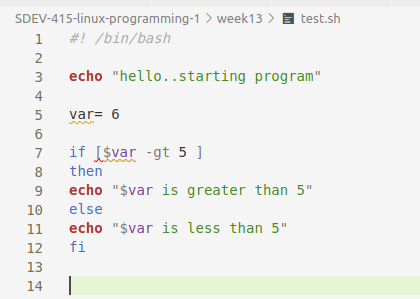 SDEV-415-linux-programming-1 > week13 > test.sh
1 #! /bin/bash
2
3 echo "hello..starting program"
4
5 var= 6
6
7 if [$var -gt 5 ]
8 then
9 echo "$var is greater than 5"
10 else
11 echo "$var is less than 5"
12 fi
13
14